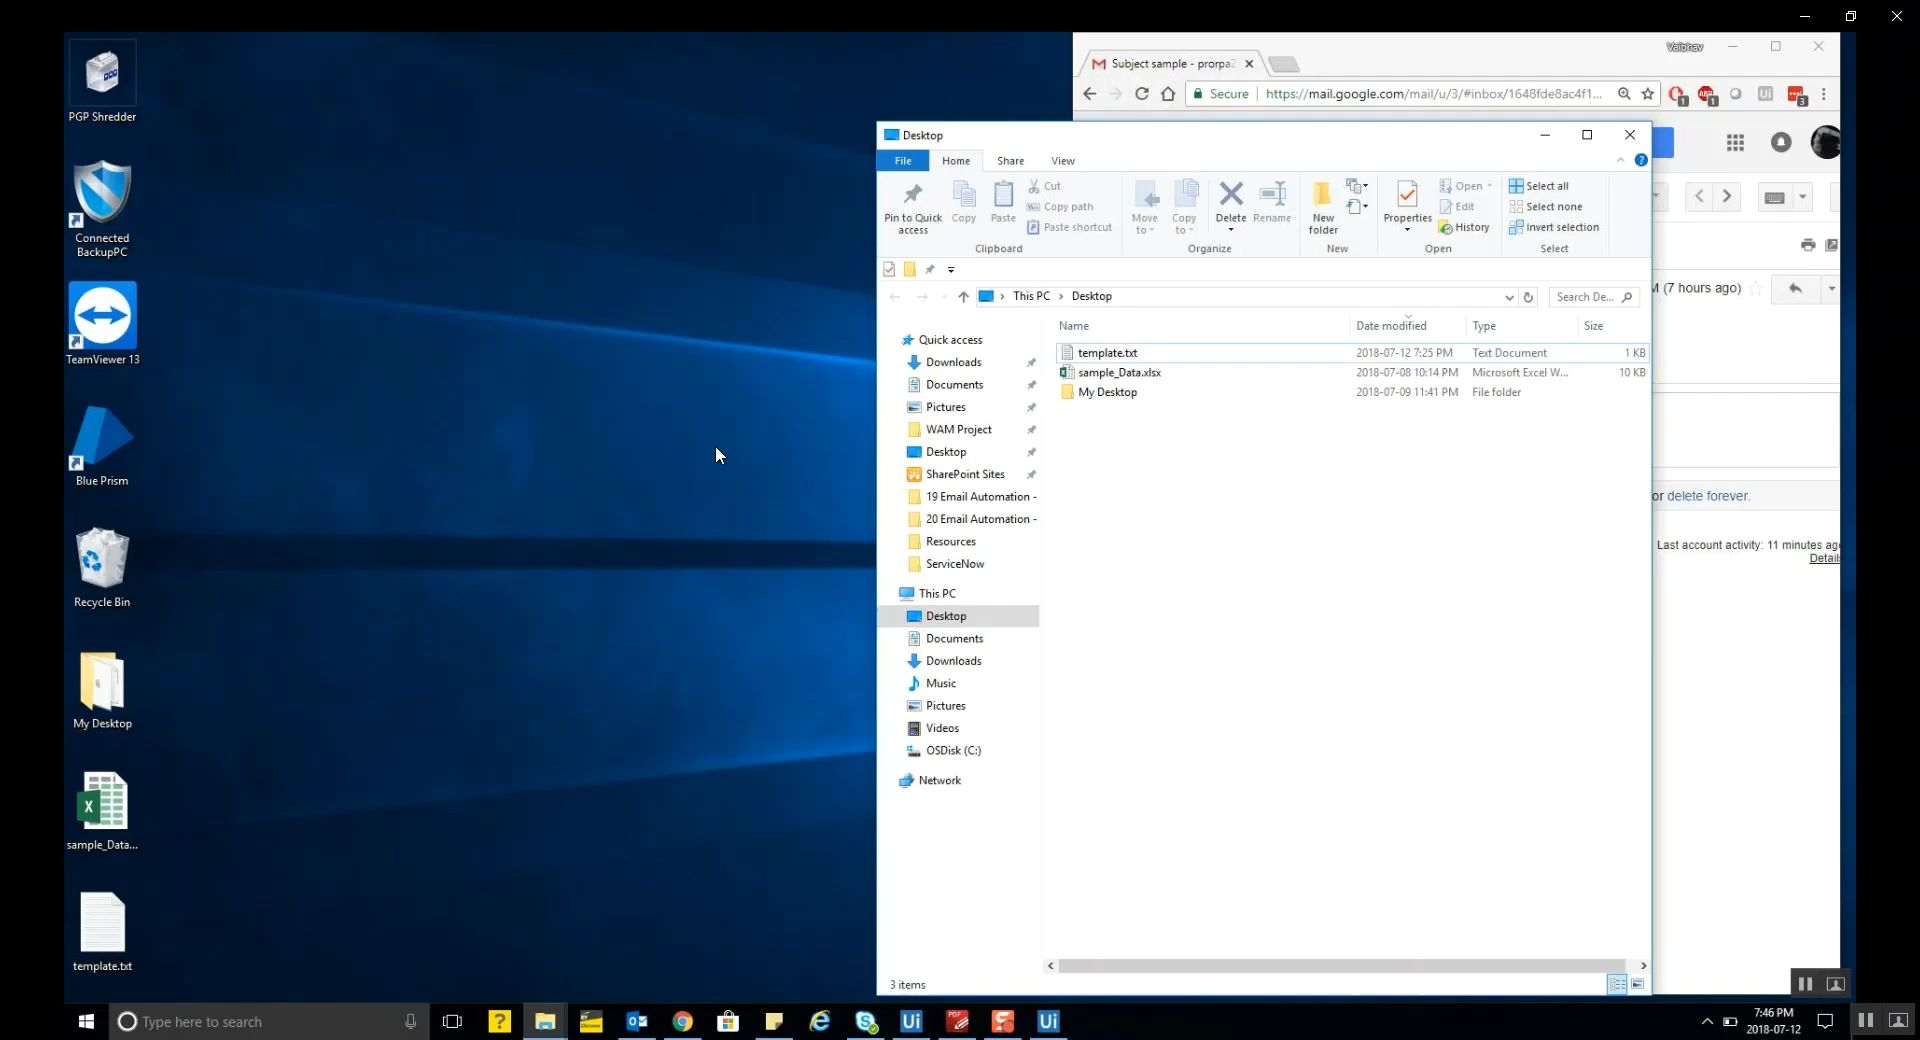 PGP Shredder
Connected
BackupPC
TeamViewer 13
Blue Prism
Recycle Bin
My Desktop
sample_Data...
template.txt
Vaibhav
Subject sample - prorpa2
Secure
https://mail.google.com/mail/u/3/#inbox/1648fde8ac4f1...
Desktop
File
Home
Share
View
Pin to Quick
access
Copy
Paste
Cut
Copy path
Paste shortcut
Clipboard
Move
to
Copy
to
Delete
Rename
Organize
New
folder
New
Properties
Open
Edit
History
Open
Select all
Select none
Invert selection
Select
This PC
Desktop
Search De...
Name
Date modified
Type
Size
template.txt 2018-07-12 7:25 PM Text Document 1 KB
sample_Data.xlsx 2018-07-08 10:14 PM Microsoft Excel W... 10 KB
My Desktop 2018-07-09 11:41 PM File folder
Quick access
Downloads
Documents
Pictures
WAM Project
Desktop
SharePoint Sites
19 Email Automation -
20 Email Automation -
Resources
ServiceNow
This PC
Desktop
Documents
Downloads
Music
Pictures
Videos
OSDisk (C:)
Network
3 items
M (7 hours ago)
or delete forever.
Last account activity: 11 minutes ago
Details
Type here to search
Ui
PDF
Ui
7:46 PM
2018-07-12